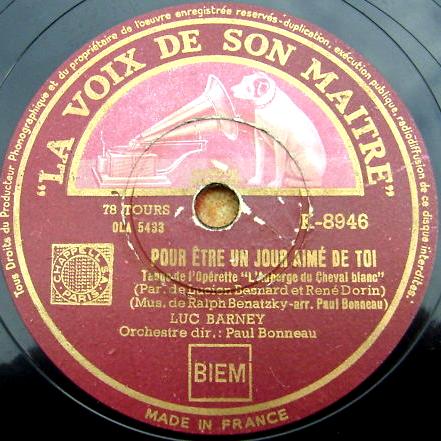 Tous Droits du Producteur Phonographique et du propriétaire de l'oeuvre enregistrée reservés-duplication, exécution publique, radiodiffusion de ce disque interdites.
"LA VOIX DE SON MAITRE"
78 TOURS
OLA 5433
K-8946
POUR ÊTRE UN JOUR AIMÉ DE TOI
Tango de l'Opérette "L'Auberge du Cheval blanc"
(Par. de Lucien Besnard et René Dorin)
(Mus. de Ralph Benatzky-arr. Paul Bonneau)
LUC BARNEY
Orchestre dir.: Paul Bonneau
CHAPPELL S.A.
PARIS
BIEM
MADE IN FRANCE